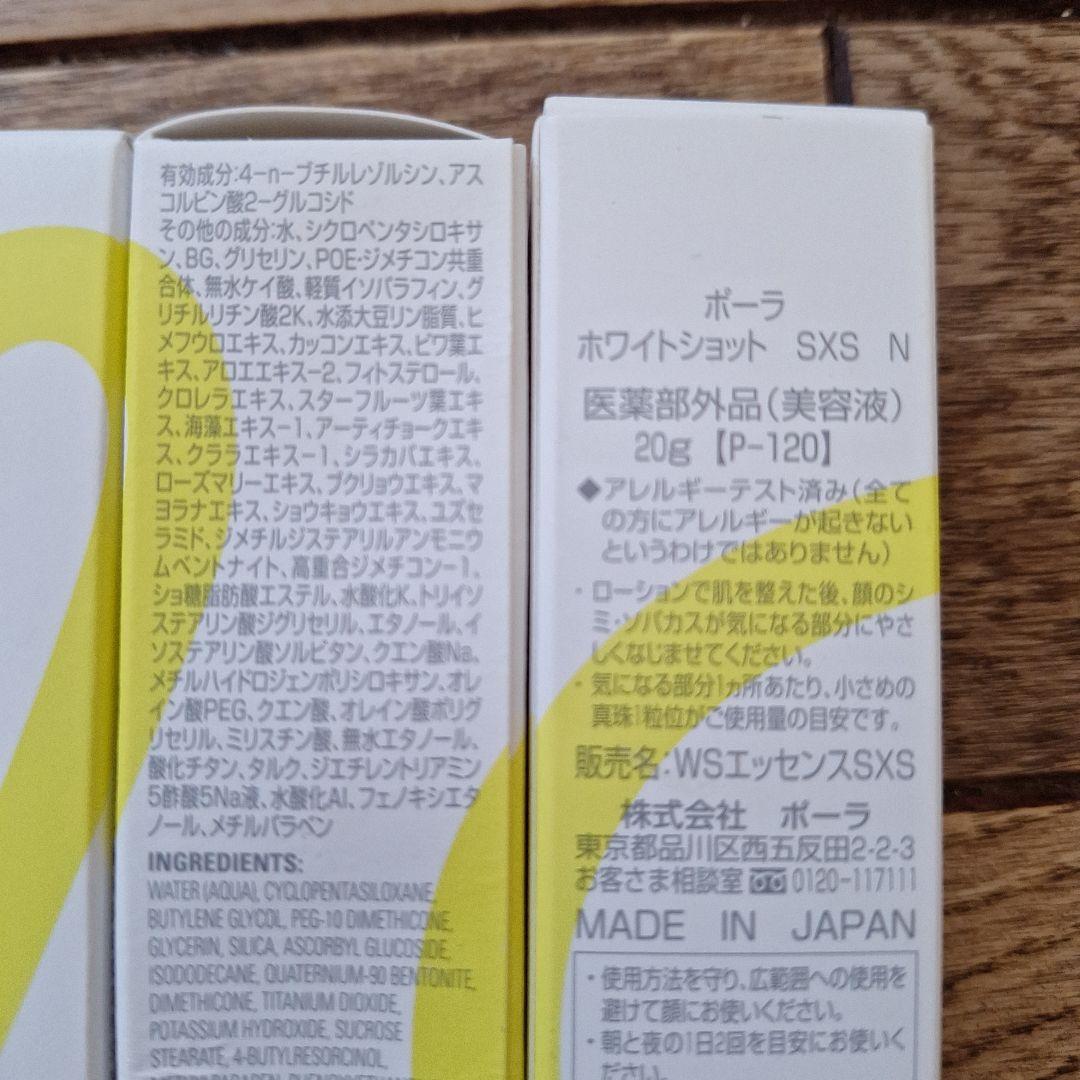 有効成分:4-n-ブチルレゾルシン、アス
コルビン酸2-グルコシド
その他の成分:水、シクロペンタシロキサ
ン、BG、グリセリン、POE・ジメチコン共重
合体、無水ケイ酸、軽質イソパラフィン、グ
リチルリチン酸2K、水添大豆リン脂質、ヒ
メフウロエキス、カッコンエキス、ビワ葉エ
キス、アロエエキス-2、フィトステロール、
クロレラエキス、スターフルーツ葉エキ
ス、海藻エキス-1、アーティチョークエキ
ス、クララエキス-1、シラカバエキス、
ローズマリーエキス、ブクリョウエキス、マ
ヨラナエキス、ショウキョウエキス、ユズセ
ラミド、ジメチルジステアリルアンモニウ
ムベントナイト、高重合ジメチコン-1、
ショ糖脂肪酸エステル、水酸化K、トリイソ
ステアリン酸ジグリセリル、エタノール、イ
ソステアリン酸ソルビタン、クエン酸Na、
メチルハイドロジェンポリシロキサン、オレ
イン酸PEG、クエン酸、オレイン酸ポリグ
リセリル、ミリスチン酸、無水エタノール、
酸化チタン、タルク、ジエチレントリアミン
5酢酸5Na液、水酸化Al、フェノキシエタ
ノール、メチルパラベン
INGREDIENTS:
WATER (AQUA), CYCLOPENTASILOXANE,
BUTYLENE GLYCOL, PEG-10 DIMETHICONE,
GLYCERIN, SILICA, ASCORBYL GLUCOSIDE,
ISODODECANE, QUATERNIUM-90 BENTONITE,
DIMETHICONE, TITANIUM DIOXIDE,
POTASSIUM HYDROXIDE, SUCROSE
STEARATE, 4-BUTYLRESORCINOL,
ポーラ
ホワイトショット SXS N
医薬部外品(美容液)
20g 【P-120】
◆アレルギーテスト済み(全て
の方にアレルギーが起きない
というわけではありません)
・ローションで肌を整えた後、顔のシ
ミ・ソバカスが気になる部分にやさ
しくなじませてください。
・気になる部分1ヵ所あたり、小さめの
真珠1粒位がご使用量の目安です。
販売名:WSエッセンスSXS
株式会社 ポーラ
東京都品川区西五反田2-2-3
お客さま相談室 0120-117111
MADE IN JAPAN
・使用方法を守り、広範囲への使用を
避けて顔にお使いください。
・朝と夜の1日2回を目安にお使いく
ださい。